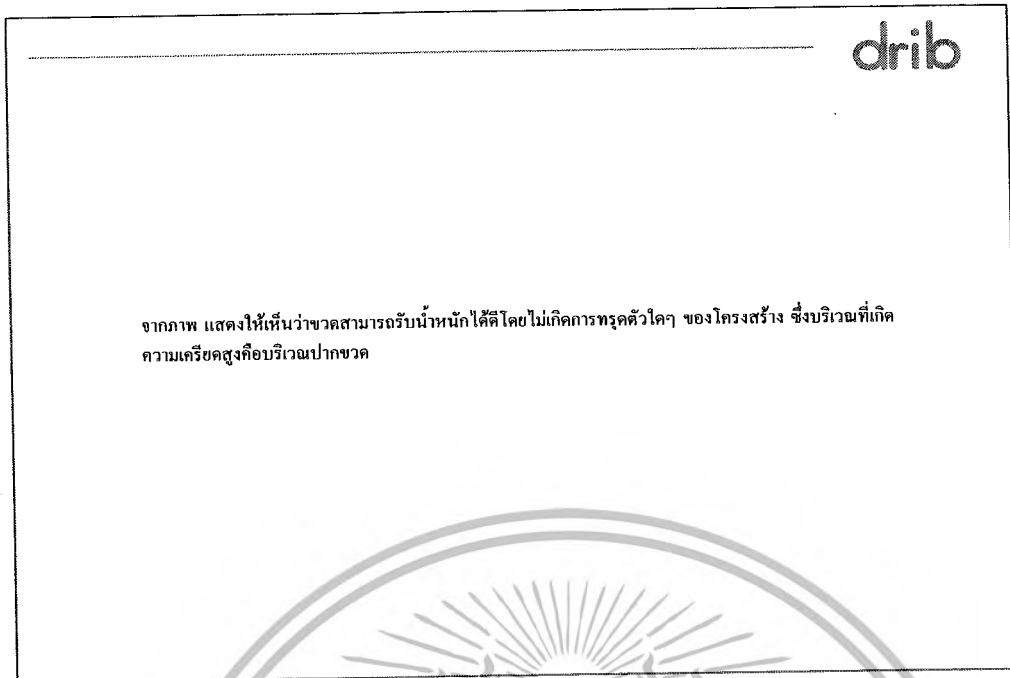 drib
จากภาพ แสดงให้เห็นว่าขวดสามารถรับน้ำหนักได้ดีโดยไม่เกิดการทรุดตัวใดๆ ของโครงสร้าง ซึ่งบริเวณที่เกิด
ความเครียดสูงคือบริเวณปากขวด